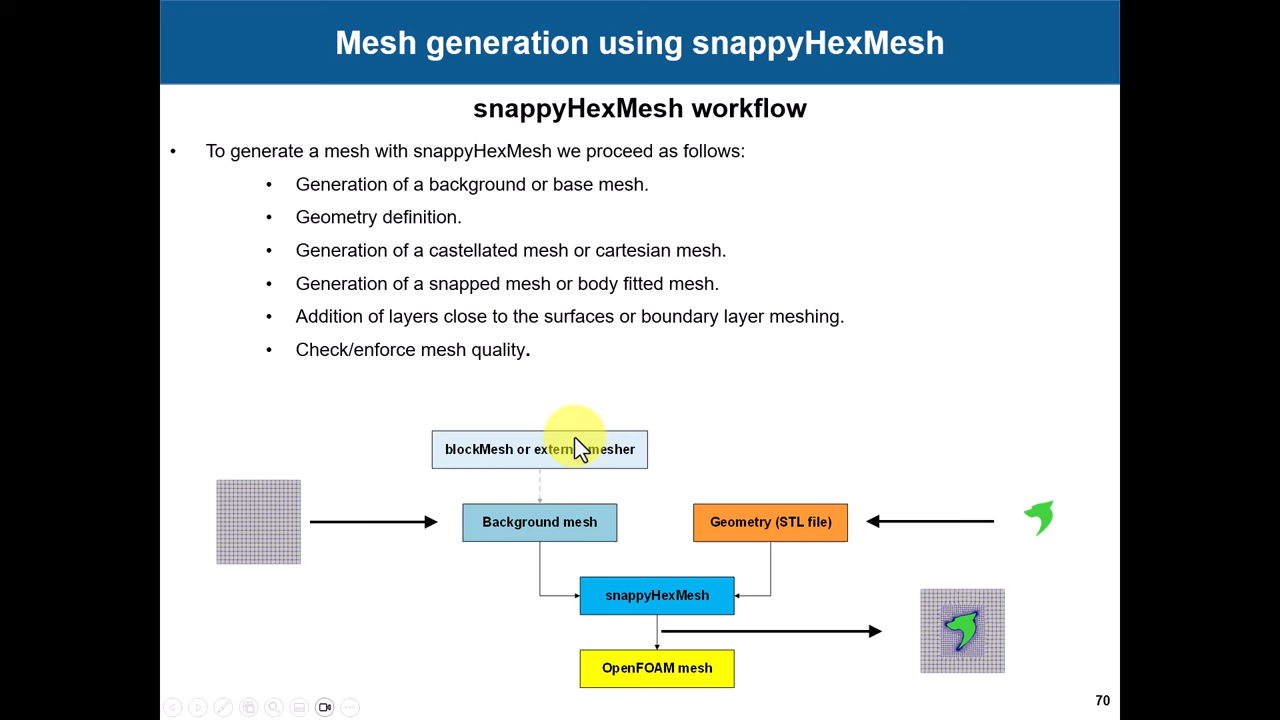 Mesh generation using snappyHexMesh
snappyHexMesh workflow
• To generate a mesh with snappyHexMesh we proceed as follows:
• Generation of a background or base mesh.
• Geometry definition.
• Generation of a castellated mesh or cartesian mesh.
• Generation of a snapped mesh or body fitted mesh.
• Addition of layers close to the surfaces or boundary layer meshing.
• Check/enforce mesh quality.
blockMesh or external mesher
Background mesh
Geometry (STL file)
snappyHexMesh
OpenFOAM mesh
70